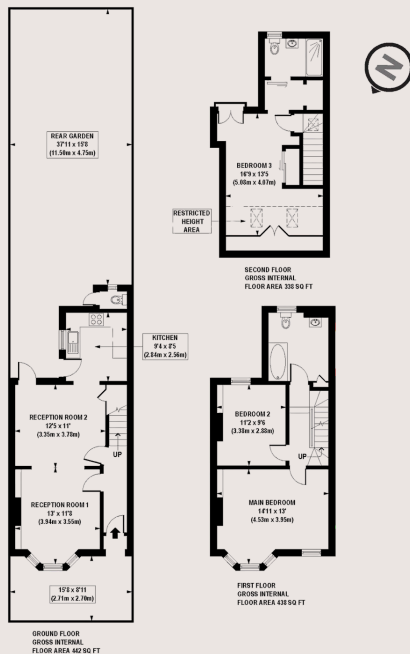 REAR GARDEN
37'11 x 15'8
(11.50m x 4.75m)
KITCHEN
9'4 x 8'5
(2.84m x 2.56m)
RECEPTION ROOM 2
12'5 x 11'
(3.35m x 3.78m)
UP
RECEPTION ROOM 1
13' x 11'8
(3.94m x 3.55m)
15'8 x 8'11
(2.71m x 2.70m)
GROUND FLOOR
GROSS INTERNAL
FLOOR AREA 442 SQ FT
N
BEDROOM 3
16'9 x 13'5
(5.08m x 4.07m)
RESTRICTED
HEIGHT
AREA
SECOND FLOOR
GROSS INTERNAL
FLOOR AREA 338 SQ FT
BEDROOM 2
11'2 x 9'6
(3.38m x 2.88m)
UP
MAIN BEDROOM
14'11 x 13'
(4.53m x 3.95m)
FIRST FLOOR
GROSS INTERNAL
FLOOR AREA 438 SQ FT